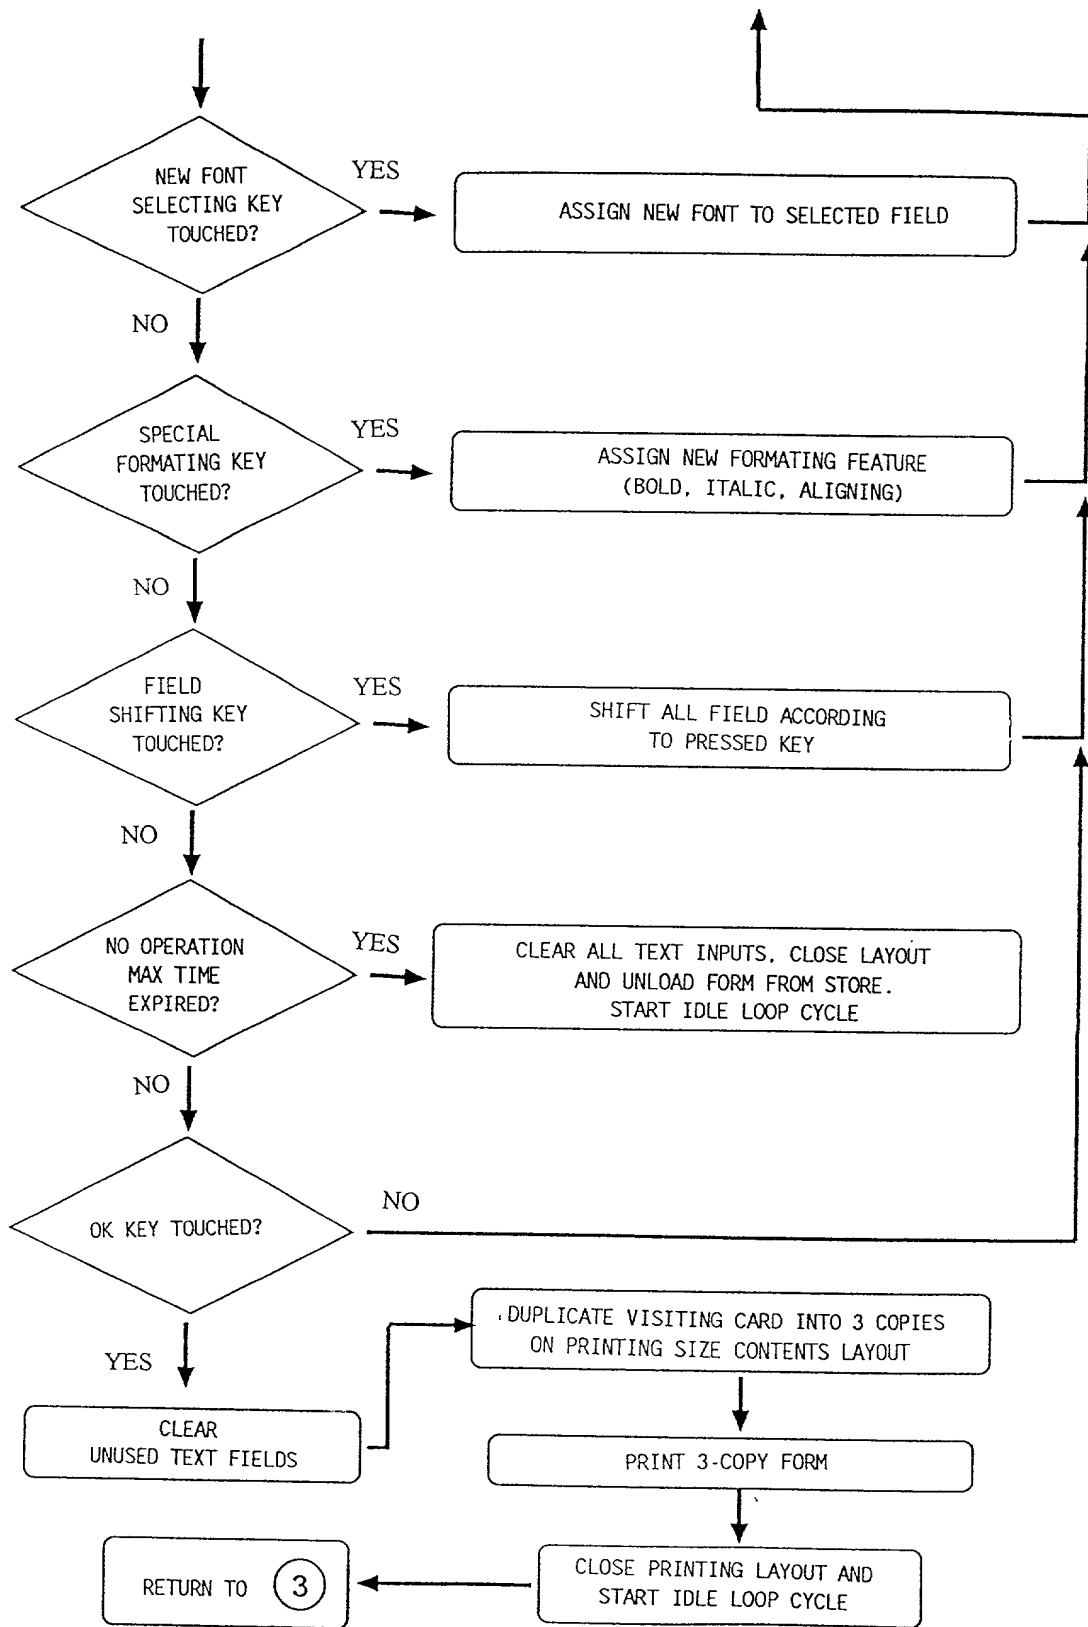 NEW FONT
SELECTING KEY
TOUCHED?
YES
ASSIGN NEW FONT TO SELECTED FIELD
NO
SPECIAL
FORMATING KEY
TOUCHED?
YES
ASSIGN NEW FORMATING FEATURE
(BOLD, ITALIC, ALIGNING)
NO
FIELD
SHIFTING KEY
TOUCHED?
YES
SHIFT ALL FIELD ACCORDING
TO PRESSED KEY
NO
NO OPERATION
MAX TIME
EXPIRED?
YES
CLEAR ALL TEXT INPUTS, CLOSE LAYOUT
AND UNLOAD FORM FROM STORE.
START IDLE LOOP CYCLE
NO
OK KEY TOUCHED?
NO
YES
CLEAR
UNUSED TEXT FIELDS
DUPLICATE VISITING CARD INTO 3 COPIES
ON PRINTING SIZE CONTENTS LAYOUT
PRINT 3-COPY FORM
CLOSE PRINTING LAYOUT AND
START IDLE LOOP CYCLE
RETURN TO 3